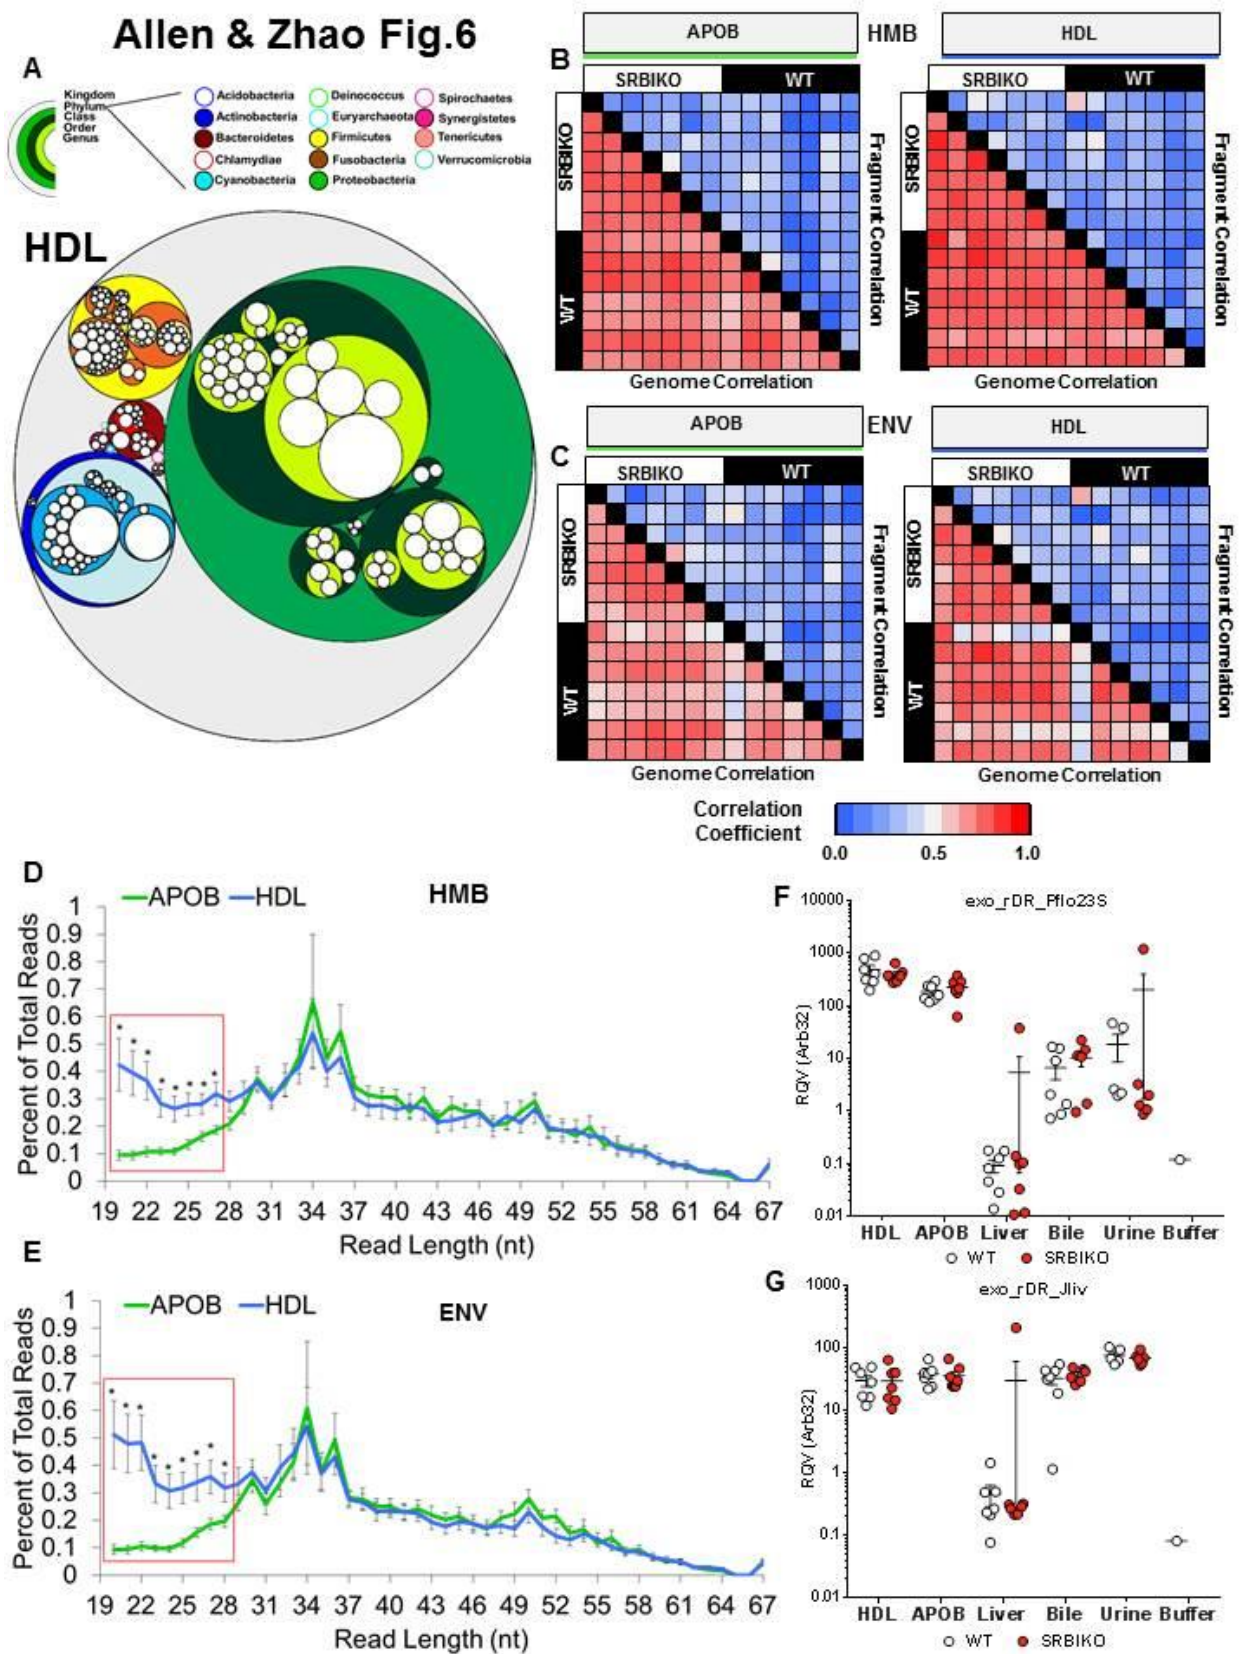 Allen & Zhao Fig.6
A
Kingdom
Phylum
Class
Order
Genus
Acidobacteria
Actinobacteria
Bacteroidetes
Chlamydiae
Cyanobacteria
Deinococcus
Euryarchaeota
Firmicutes
Fusobacteria
Proteobacteria
Spirochaetes
Synergistetes
Tenericutes
Verrucomicrobia
HDL
B
APOB
HMB
HDL
SRBIKO
WT
SRBIKO
WT
SRBIKO
WT
Fragment Correlation
SRBIKO
WT
Fragment Correlation
Genome Correlation
Genome Correlation
C
APOB
ENV
HDL
SRBIKO
WT
SRBIKO
WT
SRBIKO
WT
Fragment Correlation
SRBIKO
WT
Fragment Correlation
Genome Correlation
Genome Correlation
Correlation
Coefficient
0.0
0.5
1.0
D
APOB
HDL
HMB
Percent of Total Reads
1
0.9
0.8
0.7
0.6
0.5
0.4
0.3
0.2
0.1
0
* * * * * * * *
19 22 25 28 31 34 37 40 43 46 49 52 55 58 61 64 67
Read Length (nt)
E
APOB
HDL
ENV
Percent of Total Reads
1
0.9
0.8
0.7
0.6
0.5
0.4
0.3
0.2
0.1
0
* * * * * * * * *
19 22 25 28 31 34 37 40 43 46 49 52 55 58 61 64 67
Read Length (nt)
F
exo_rDR_Pflo23S
RQV (Arb32)
10000
1000
100
10
1
0.1
0.01
HDL APOB Liver Bile Urine Buffer
WT
SRBIKO
G
exo_rDR_Jliv
RQV (Arb32)
1000
100
10
1
0.1
0.01
HDL APOB Liver Bile Urine Buffer
WT
SRBIKO